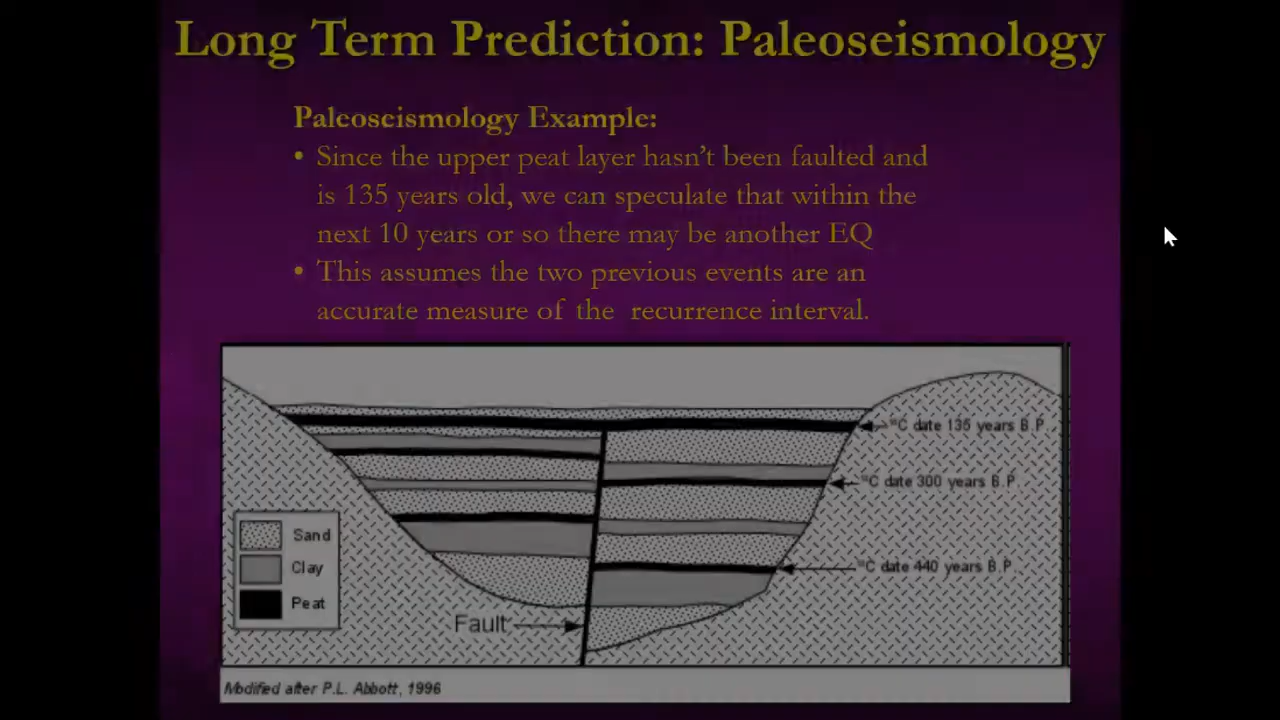 Long Term Prediction: Paleoseismology
Paleoseismology Example:
• Since the upper peat layer hasn't been faulted and
is 135 years old, we can speculate that within the
next 10 years or so there may be another EQ
• This assumes the two previous events are an
accurate measure of the recurrence interval.
¹⁴C date 135 years B.P.
¹⁴C date 300 years B.P.
Sand
Clay
¹⁴C date 440 years B.P.
Peat
Fault
Modified after P.L. Abbott, 1996